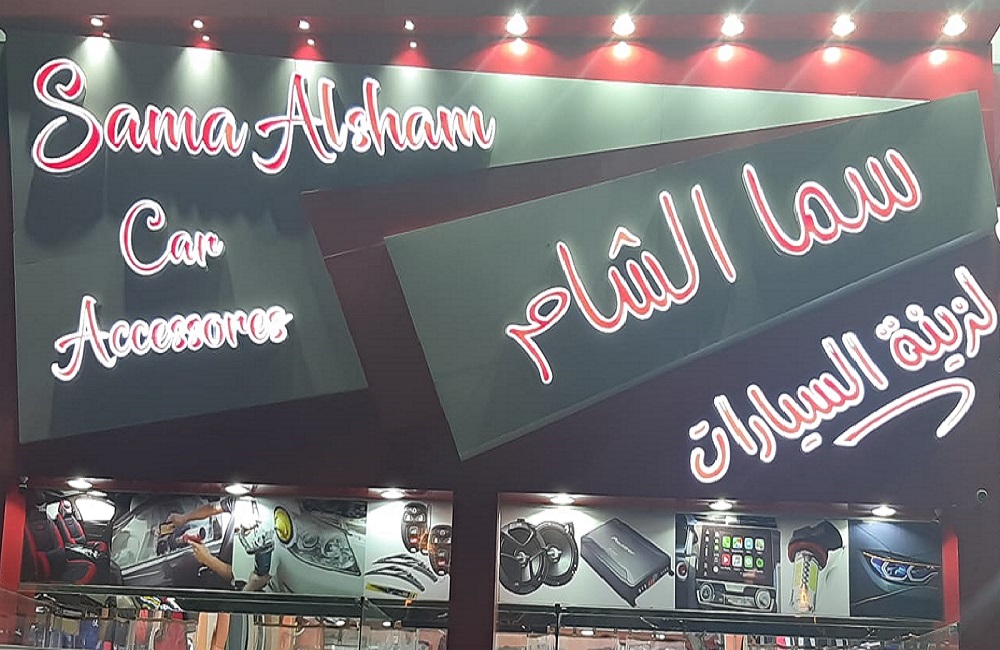 Sama Alsham
Car
Accessores
سما الشام
لزينة السيارات